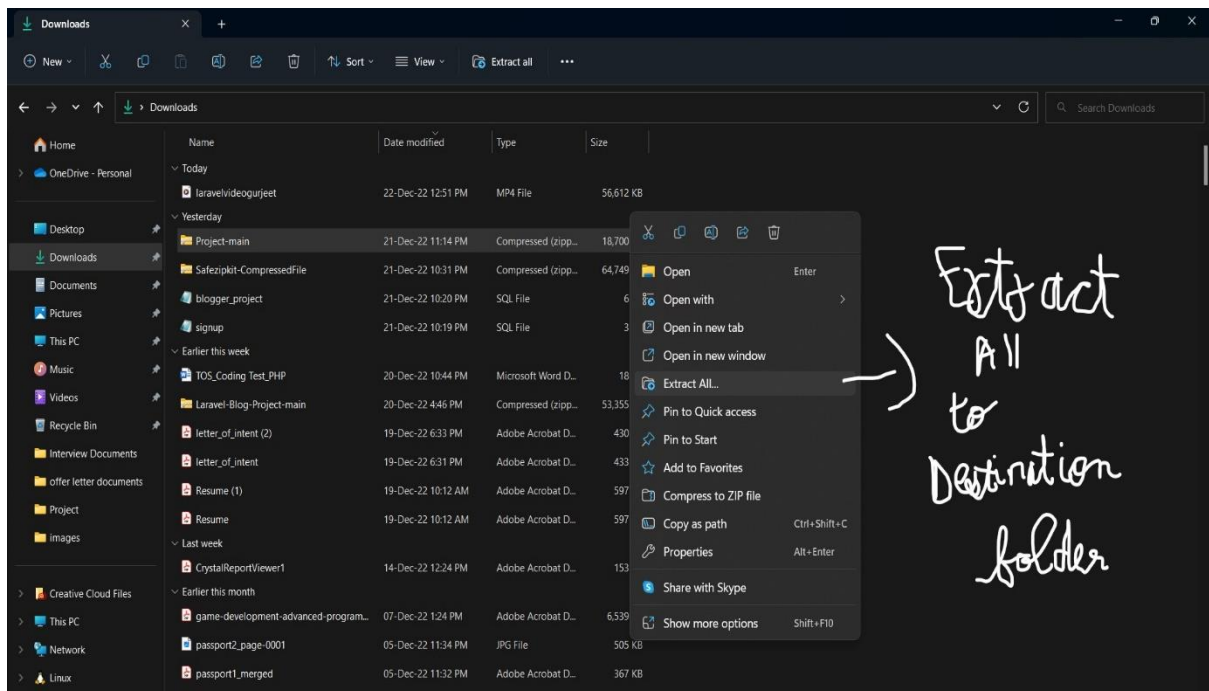 Downloads
New
Sort
View
Extract all
Downloads
Search Downloads
Home
OneDrive - Personal
Desktop
Downloads
Documents
Pictures
This PC
Music
Videos
Recycle Bin
Interview Documents
offer letter documents
Project
images
Creative Cloud Files
This PC
Network
Linux
Name Date modified Type Size
Today
laravelvideogurjeet 22-Dec-22 12:51 PM MP4 File 56,612 KB
Yesterday
Project-main 21-Dec-22 11:14 PM Compressed (zipp... 18,700
Safezipkit-CompressedFile 21-Dec-22 10:31 PM Compressed (zipp... 64,749
blogger_project 21-Dec-22 10:20 PM SQL File 6
signup 21-Dec-22 10:19 PM SQL File 3
Earlier this week
TOS_Coding Test_PHP 20-Dec-22 10:44 PM Microsoft Word D... 18
Laravel-Blog-Project-main 20-Dec-22 4:46 PM Compressed (zipp... 53,355
letter_of_intent (2) 19-Dec-22 6:33 PM Adobe Acrobat D... 430
letter_of_intent 19-Dec-22 6:31 PM Adobe Acrobat D... 433
Resume (1) 19-Dec-22 10:12 AM Adobe Acrobat D... 597
Resume 19-Dec-22 10:12 AM Adobe Acrobat D... 597
Last week
CrystalReportViewer1 14-Dec-22 12:24 PM Adobe Acrobat D... 153
Earlier this month
game-development-advanced-program... 07-Dec-22 1:24 PM Adobe Acrobat D... 6,539
passport2_page-0001 05-Dec-22 11:34 PM JPG File 505 KB
passport1_merged 05-Dec-22 11:32 PM Adobe Acrobat D... 367 KB
Open Enter
Open with
Open in new tab
Open in new window
Extract All...
Pin to Quick access
Pin to Start
Add to Favorites
Compress to ZIP file
Copy as path Ctrl+Shift+C
Properties Alt+Enter
Share with Skype
Show more options Shift+F10
Extract
All
to
Destination
folder